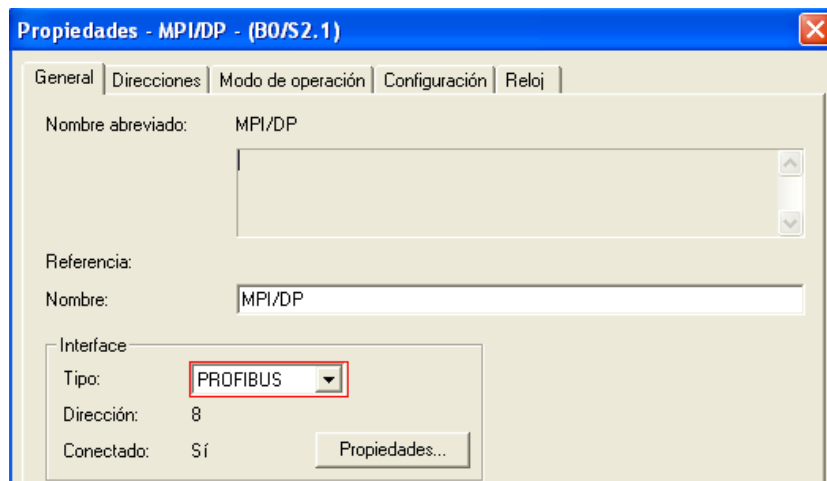 Propiedades - MPI/DP - (B0/S2.1)
General Direcciones Modo de operación Configuración Reloj
Nombre abreviado: MPI/DP
Referencia:
Nombre: MPI/DP
Interface
Tipo: PROFIBUS
Dirección: 8
Conectado: Sí Propiedades...